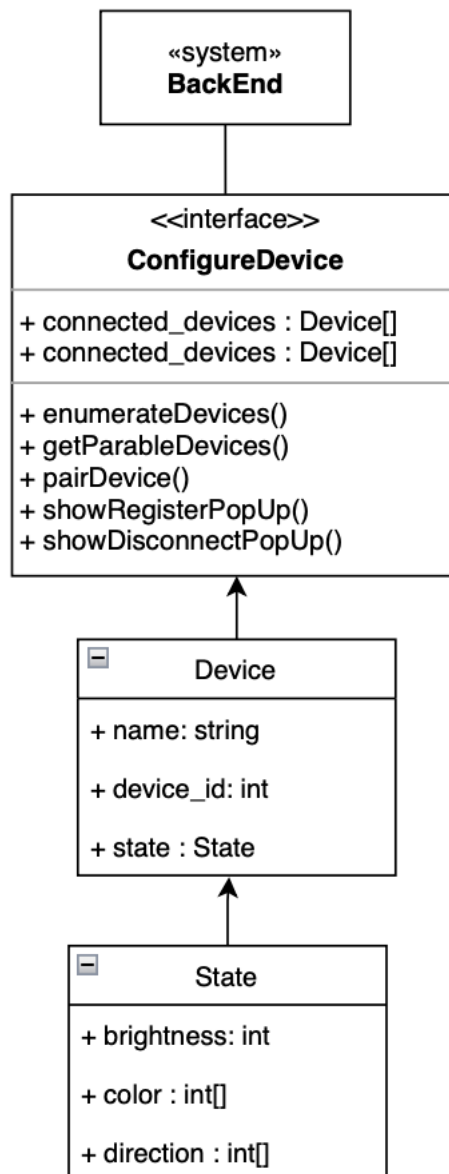 «system»
BackEnd
<<interface>>
ConfigureDevice
+ connected_devices : Device[]
+ connected_devices : Device[]
+ enumerateDevices()
+ getParableDevices()
+ pairDevice()
+ showRegisterPopUp()
+ showDisconnectPopUp()
Device
+ name: string
+ device_id: int
+ state : State
State
+ brightness: int
+ color : int[]
+ direction : int[]